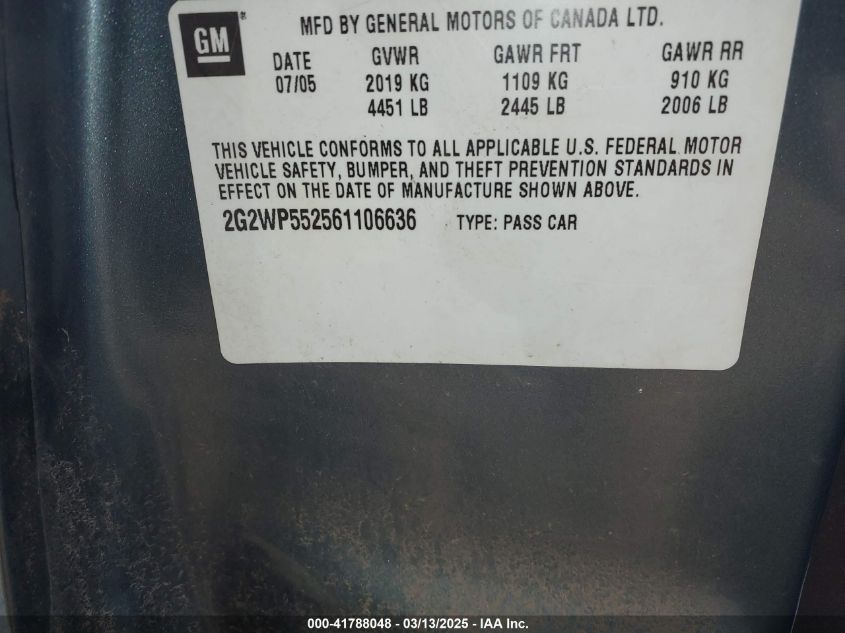 GM
MFD BY GENERAL MOTORS OF CANADA LTD.
DATE GVWR GAWR FRT GAWR RR
07/05 2019 KG 1109 KG 910 KG
4451 LB 2445 LB 2006 LB
THIS VEHICLE CONFORMS TO ALL APPLICABLE U.S. FEDERAL MOTOR
VEHICLE SAFETY, BUMPER, AND THEFT PREVENTION STANDARDS IN
EFFECT ON THE DATE OF MANUFACTURE SHOWN ABOVE.
2G2WP552561106636 TYPE: PASS CAR
000-41788048 - 03/13/2025 - IAA Inc.